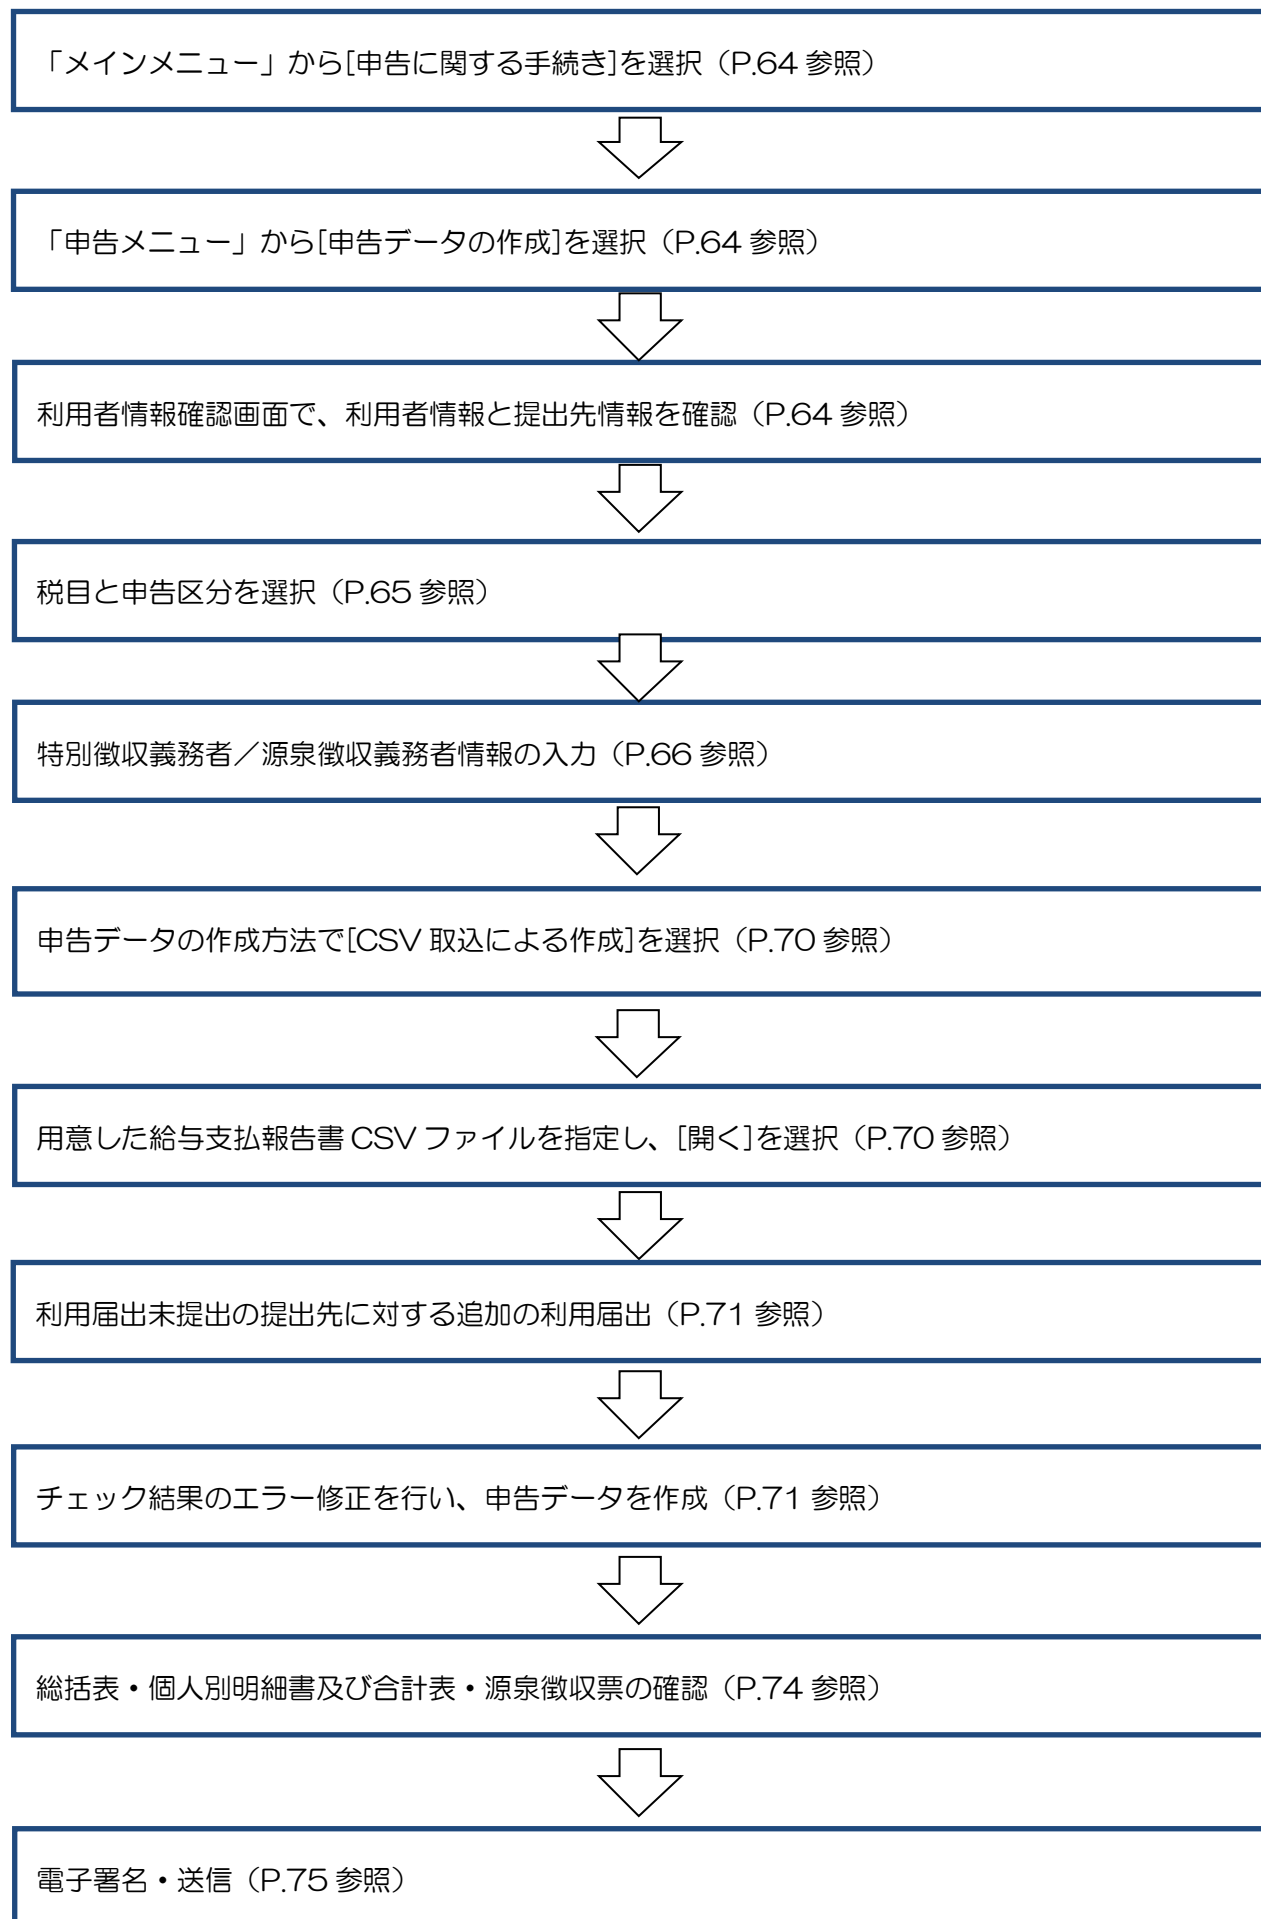 「メインメニュー」から[申告に関する手続き]を選択（P.64 参照）
「申告メニュー」から[申告データの作成]を選択（P.64 参照）
利用者情報確認画面で、利用者情報と提出先情報を確認（P.64 参照）
税目と申告区分を選択（P.65 参照）
特別徴収義務者／源泉徴収義務者情報の入力（P.66 参照）
申告データの作成方法で[CSV 取込による作成]を選択（P.70 参照）
用意した給与支払報告書 CSV ファイルを指定し、[開く]を選択（P.70 参照）
利用届出未提出の提出先に対する追加の利用届出（P.71 参照）
チェック結果のエラー修正を行い、申告データを作成（P.71 参照）
総括表・個人別明細書及び合計表・源泉徴収票の確認（P.74 参照）
電子署名・送信（P.75 参照）